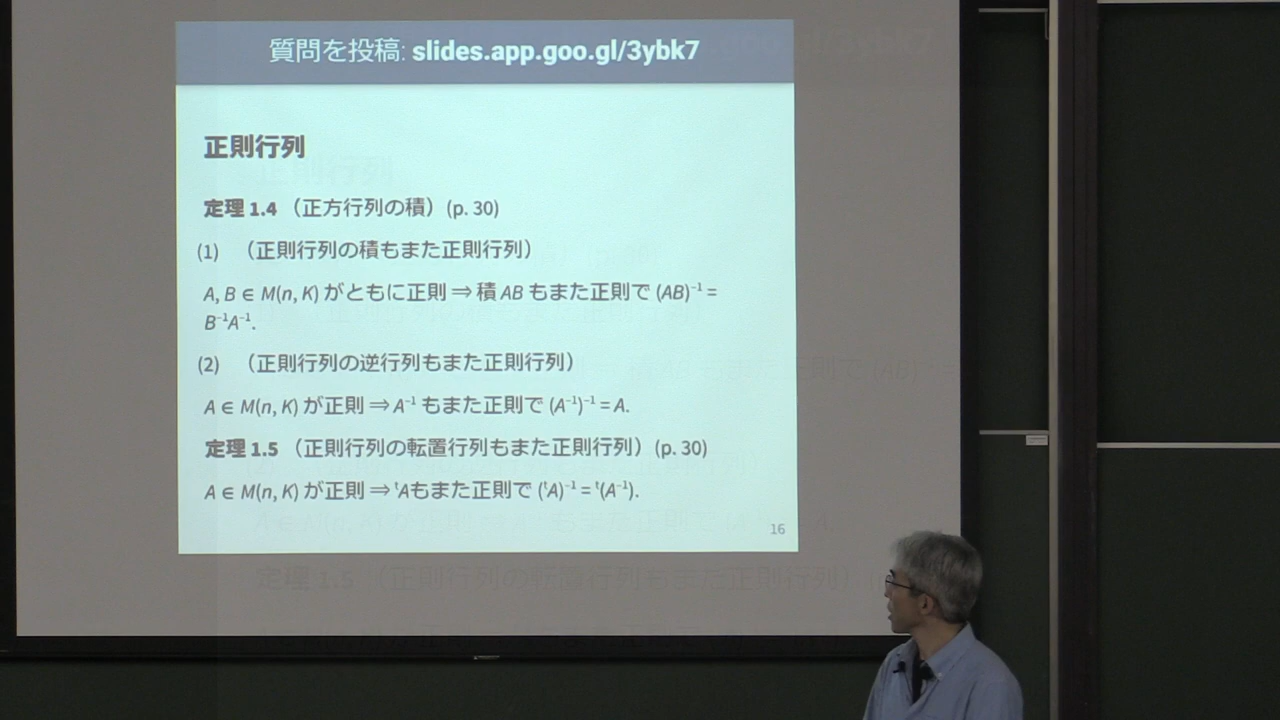 質問を投稿: slides.app.goo.gl/3ybk7
正則行列
定理 1.4 （正方行列の積）(p. 30)
(1) （正則行列の積もまた正則行列）
A, B ∈ M(n, K) がともに正則 ⇒ 積 AB もまた正則で (AB)⁻¹ =
B⁻¹A⁻¹.
(2) （正則行列の逆行列もまた正則行列）
A ∈ M(n, K) が正則 ⇒ A⁻¹ もまた正則で (A⁻¹)⁻¹ = A.
定理 1.5 （正則行列の転置行列もまた正則行列）(p. 30)
A ∈ M(n, K) が正則 ⇒ ᵗAもまた正則で (ᵗA)⁻¹ = ᵗ(A⁻¹).
16